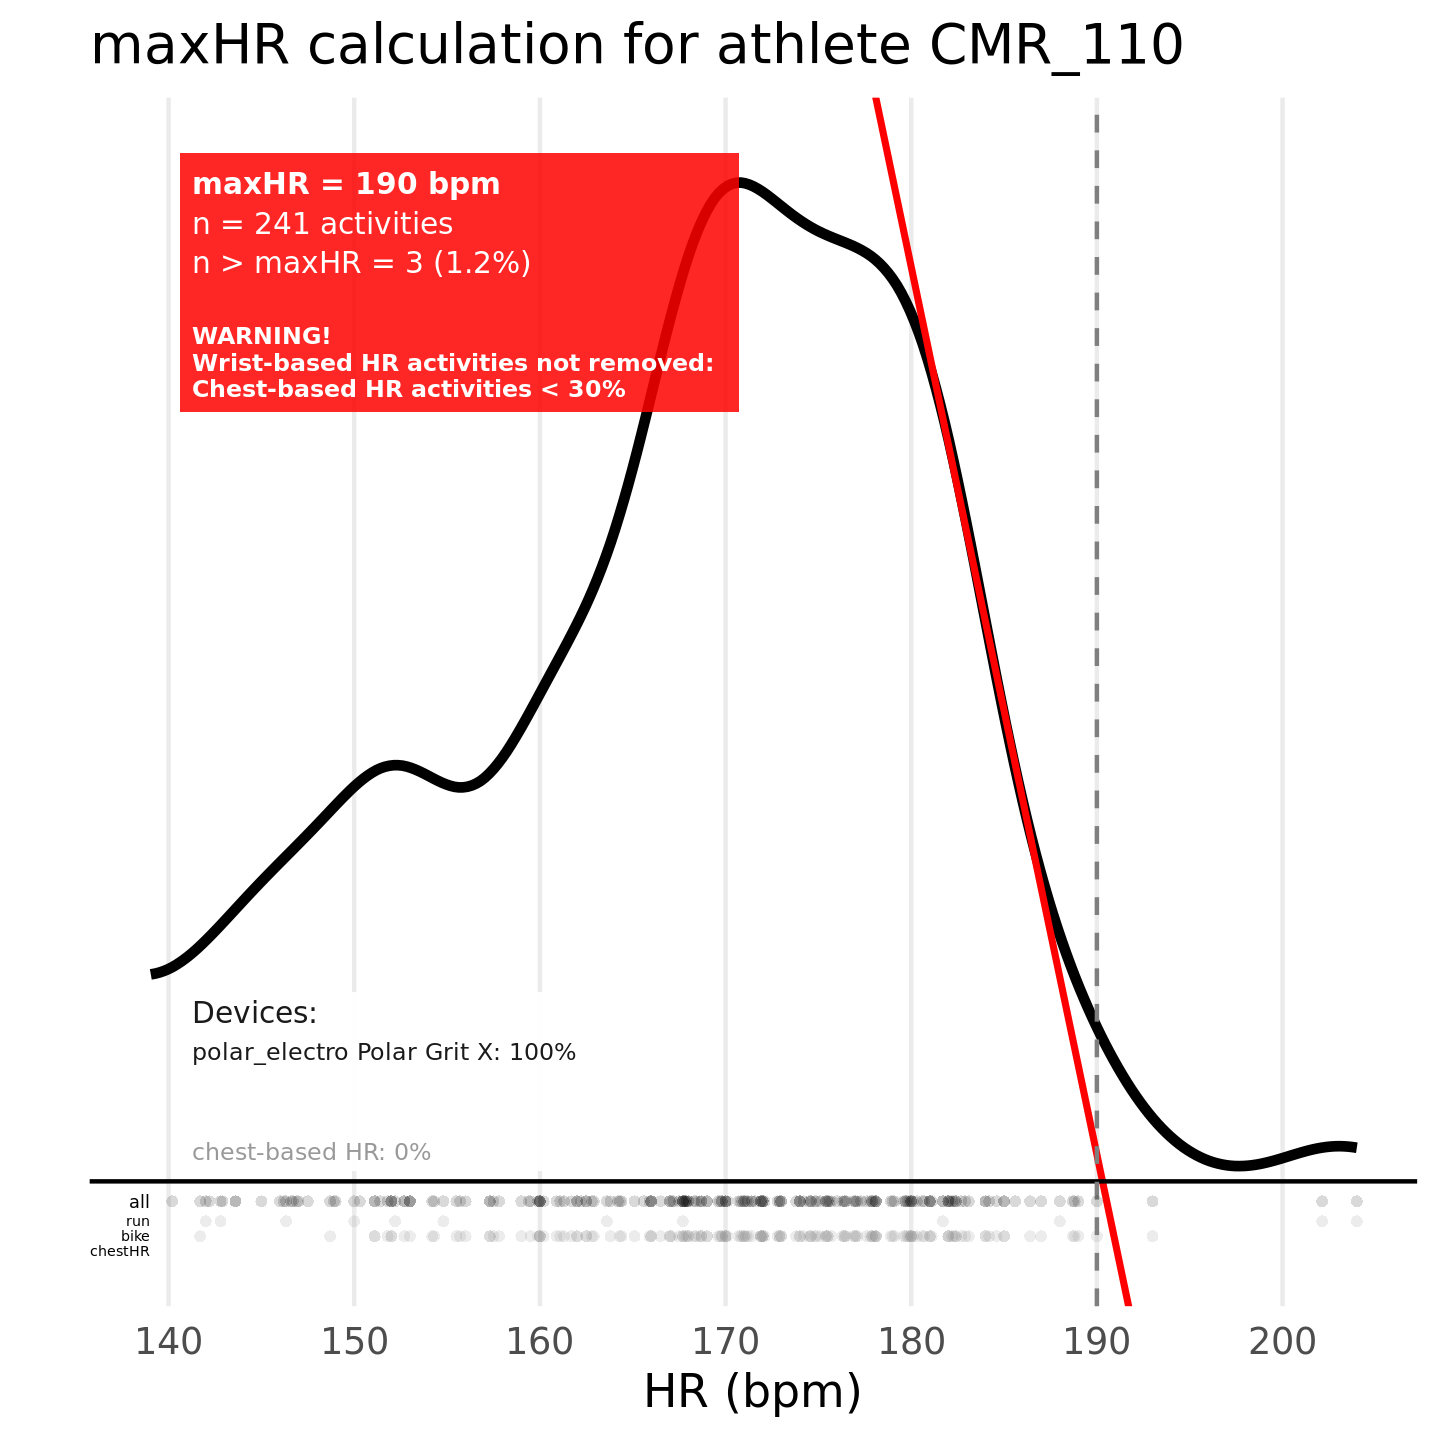 maxHR calculation for athlete CMR_110
maxHR = 190 bpm
n = 241 activities
n > maxHR = 3 (1.2%)
WARNING!
Wrist-based HR activities not removed:
Chest-based HR activities < 30%
Devices:
polar_electro Polar Grit X: 100%
chest-based HR: 0%
all
run
bike
chestHR
140 150 160 170 180 190 200
HR (bpm)